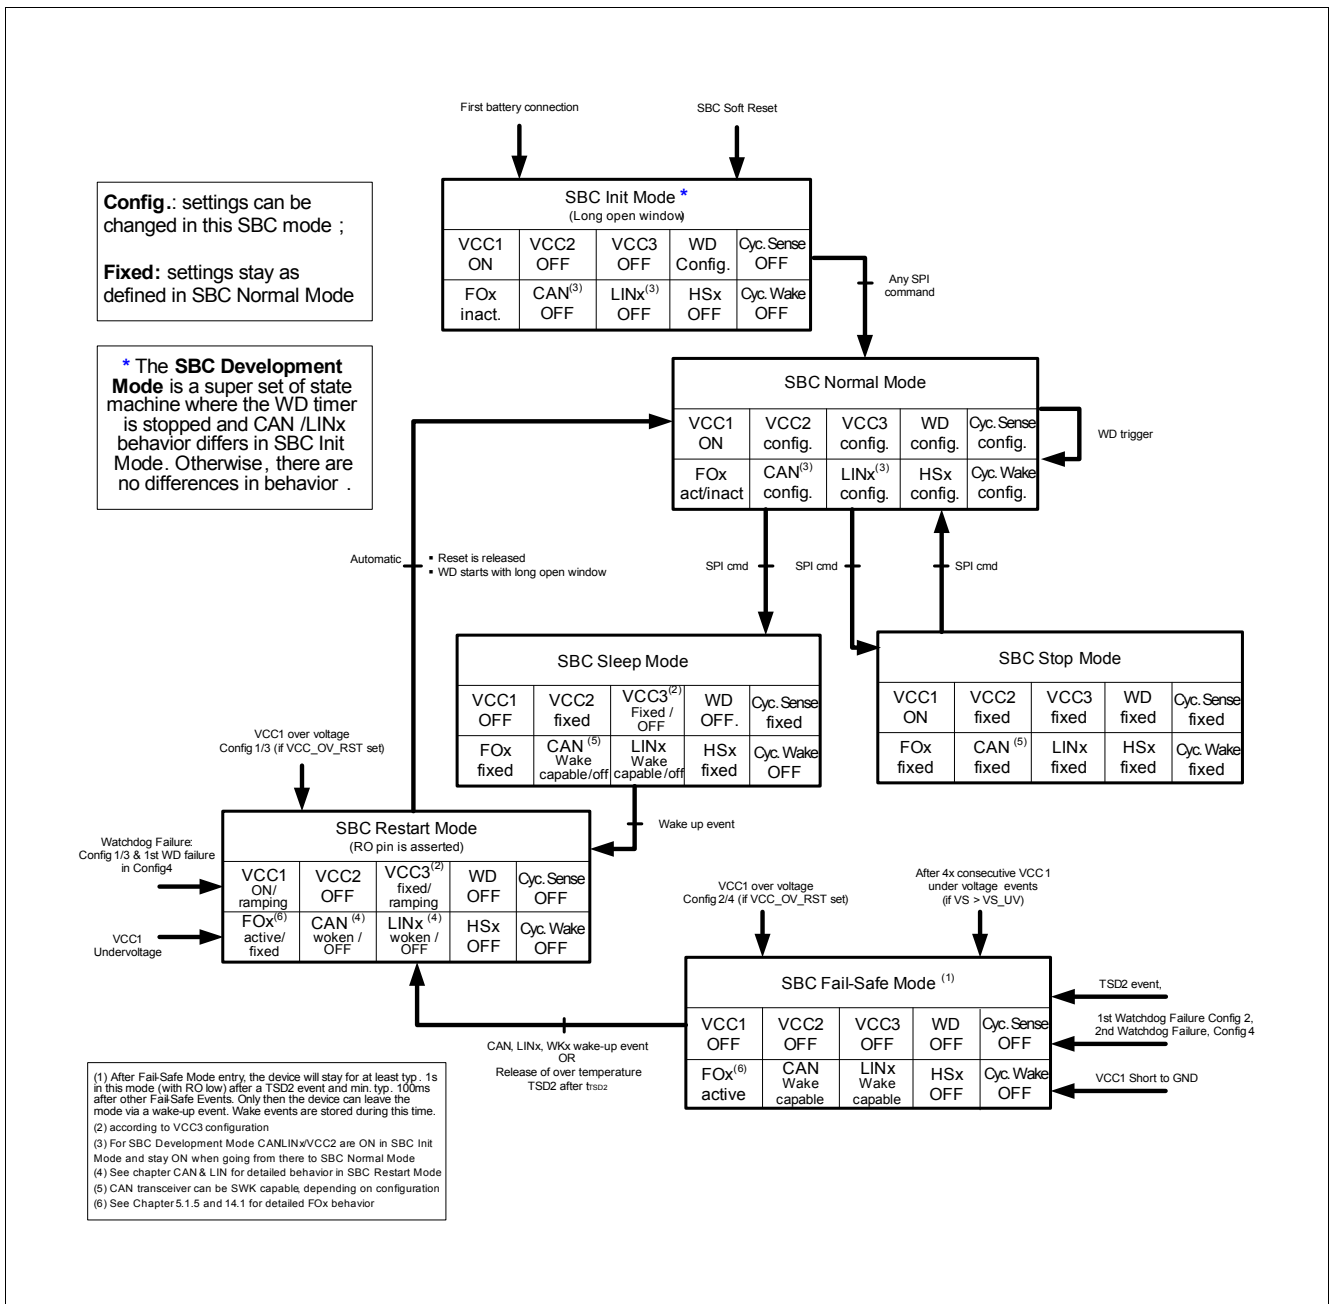 First battery connection
SBC Soft Reset
Config.: settings can be
changed in this SBC mode ;
Fixed: settings stay as
defined in SBC Normal Mode
* The SBC Development
Mode is a super set of state
machine where the WD timer
is stopped and CAN /LINx
behavior differs in SBC Init
Mode. Otherwise, there are
no differences in behavior .
SBC Init Mode *
(Long open window)
VCC1 ON
VCC2 OFF
VCC3 OFF
WD Config.
Cyc. Sense OFF
FOx inact.
CAN(3) OFF
LINx(3) OFF
HSx OFF
Cyc. Wake OFF
Any SPI
command
SBC Normal Mode
VCC1 ON
VCC2 config.
VCC3 config.
WD config.
Cyc. Sense config.
FOx act/inact
CAN(3) config.
LINx(3) config.
HSx config.
Cyc. Wake config.
WD trigger
Automatic
▪ Reset is released
▪ WD starts with long open window
SPI cmd
SPI cmd
SPI cmd
SBC Sleep Mode
VCC1 OFF
VCC2 fixed
VCC3(2) Fixed / OFF
WD OFF.
Cyc. Sense fixed
FOx fixed
CAN (5) Wake capable/off
LINx Wake capable/off
HSx fixed
Cyc. Wake OFF
SBC Stop Mode
VCC1 ON
VCC2 fixed
VCC3 fixed
WD fixed
Cyc. Sense fixed
FOx fixed
CAN (5) fixed
LINx fixed
HSx fixed
Cyc. Wake fixed
VCC1 over voltage
Config 1/3 (if VCC_OV_RST set)
Wake up event
Watchdog Failure:
Config 1/3 & 1st WD failure
in Config4
VCC1
Undervoltage
SBC Restart Mode
(RO pin is asserted)
VCC1 ON/ ramping
VCC2 OFF
VCC3(2) fixed/ ramping
WD OFF
Cyc. Sense OFF
FOx(6) active/ fixed
CAN (4) woken / OFF
LINx (4) woken / OFF
HSx OFF
Cyc. Wake OFF
VCC1 over voltage
Config 2/4 (if VCC_OV_RST set)
After 4x consecutive VCC1
under voltage events
(if VS > VS_UV)
SBC Fail-Safe Mode (1)
VCC1 OFF
VCC2 OFF
VCC3 OFF
WD OFF
Cyc. Sense OFF
FOx(6) active
CAN Wake capable
LINx Wake capable
HSx OFF
Cyc. Wake OFF
TSD2 event,
1st Watchdog Failure Config 2,
2nd Watchdog Failure, Config 4
VCC1 Short to GND
CAN, LINx, WKx wake-up event
OR
Release of over temperature
TSD2 after tTSD2
(1) After Fail-Safe Mode entry, the device will stay for at least typ. 1s
in this mode (with RO low) after a TSD2 event and min. typ. 100ms
after other Fail-Safe Events. Only then the device can leave the
mode via a wake-up event. Wake events are stored during this time.
(2) according to VCC3 configuration
(3) For SBC Development Mode CAN/LINx/VCC2 are ON in SBC Init
Mode and stay ON when going from there to SBC Normal Mode
(4) See chapter CAN & LIN for detailed behavior in SBC Restart Mode
(5) CAN transceiver can be SWK capable, depending on configuration
(6) See Chapter 5.1.5 and 14.1 for detailed FOx behavior